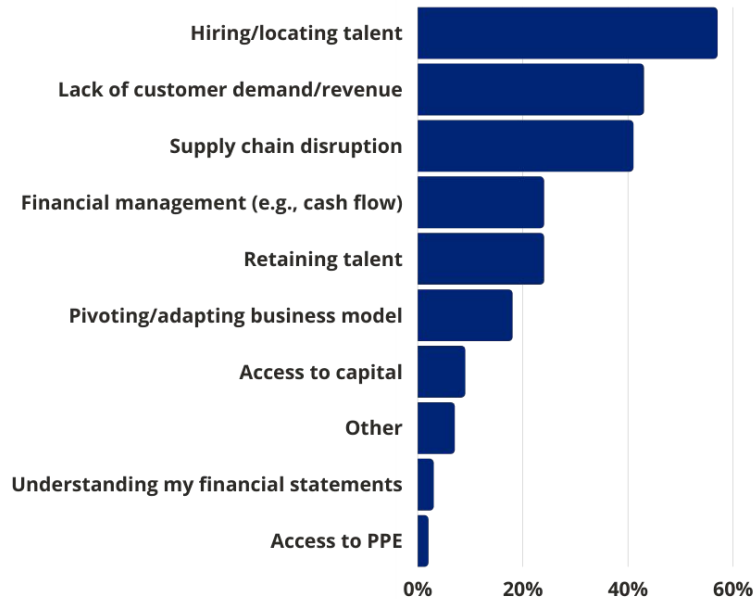 Hiring/locating talent
Lack of customer demand/revenue
Supply chain disruption
Financial management (e.g., cash flow)
Retaining talent
Pivoting/adapting business model
Access to capital
Other
Understanding my financial statements
Access to PPE
0% 20% 40% 60%